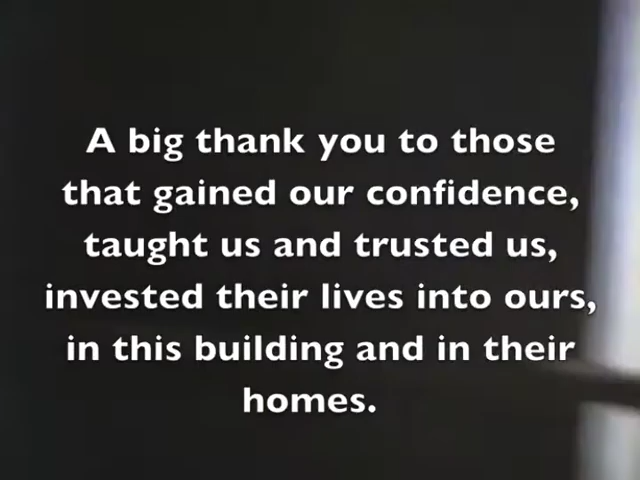 A big thank you to those
that gained our confidence,
taught us and trusted us,
invested their lives into ours,
in this building and in their
homes.